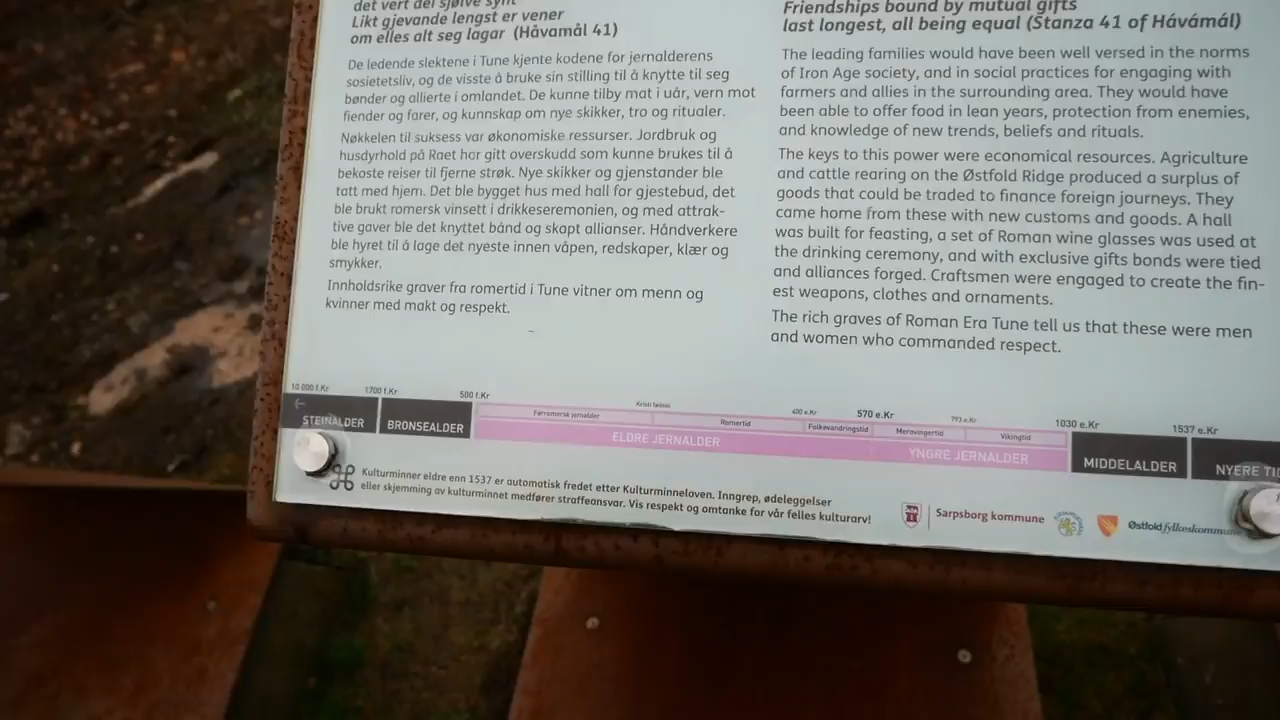 det vert dei sjølve synt
Likt gjevande lengst er vener
om elles alt seg lagar (Håvamål 41)
De ledende slektene i Tune kjente kodene for jernalderens
sosietetsliv, og de visste å bruke sin stilling til å knytte til seg
bønder og allierte i omlandet. De kunne tilby mat i uår, vern mot
fiender og farer, og kunnskap om nye skikker, tro og ritualer.
Nøkkelen til suksess var økonomiske ressurser. Jordbruk og
husdyrhold på Raet har gitt overskudd som kunne brukes til å
bekoste reiser til fjerne strøk. Nye skikker og gjenstander ble
tatt med hjem. Det ble bygget hus med hall for gjestebud, det
ble brukt romersk vinsett i drikkeseremonien, og med attrak-
tive gaver ble det knyttet bånd og skapt allianser. Håndverkere
ble hyret til å lage det nyeste innen våpen, redskaper, klær og
smykker.
Innholdsrike graver fra romertid i Tune vitner om menn og
kvinner med makt og respekt.
Friendships bound by mutual gifts
last longest, all being equal (Stanza 41 of Hávámál)
The leading families would have been well versed in the norms
of Iron Age society, and in social practices for engaging with
farmers and allies in the surrounding area. They would have
been able to offer food in lean years, protection from enemies,
and knowledge of new trends, beliefs and rituals.
The keys to this power were economical resources. Agriculture
and cattle rearing on the Østfold Ridge produced a surplus of
goods that could be traded to finance foreign journeys. They
came home from these with new customs and goods. A hall
was built for feasting, a set of Roman wine glasses was used at
the drinking ceremony, and with exclusive gifts bonds were tied
and alliances forged. Craftsmen were engaged to create the fin-
est weapons, clothes and ornaments.
The rich graves of Roman Era Tune tell us that these were men
and women who commanded respect.
10 000 f.Kr 1700 f.Kr 500 f.Kr Kristi fødsel 400 e.Kr 570 e.Kr 793 e.Kr 1030 e.Kr 1537 e.Kr
Førromersk jernalder Romertid Folkevandringstid Merovingertid Vikingtid
STEINALDER BRONSEALDER ELDRE JERNALDER YNGRE JERNALDER MIDDELALDER NYERE TI
Kulturminner eldre enn 1537 er automatisk fredet etter Kulturminneloven. Inngrep, ødeleggelser
eller skjemming av kulturminnet medfører straffeansvar. Vis respekt og omtanke for vår felles kulturarv!
Sarpsborg kommune
Østfold fylkeskommune